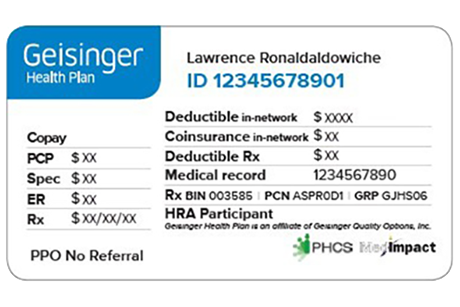 Geisinger
Health Plan
Lawrence Ronaldaldowiche
ID 12345678901
Copay
PCP $ XX
Spec $ XX
ER $ XX
Rx $ XX/XX/XX
PPO No Referral
Deductible in-network $ XXXX
Coinsurance in-network $ XX
Deductible Rx $ XX
Medical record 1234567890
Rx BIN 003585 | PCN ASPR0D1 | GRP GJHS06
HRA Participant
Geisinger Health Plan is an affiliate of Geisinger Quality Options, Inc.
PHCS MedImpact